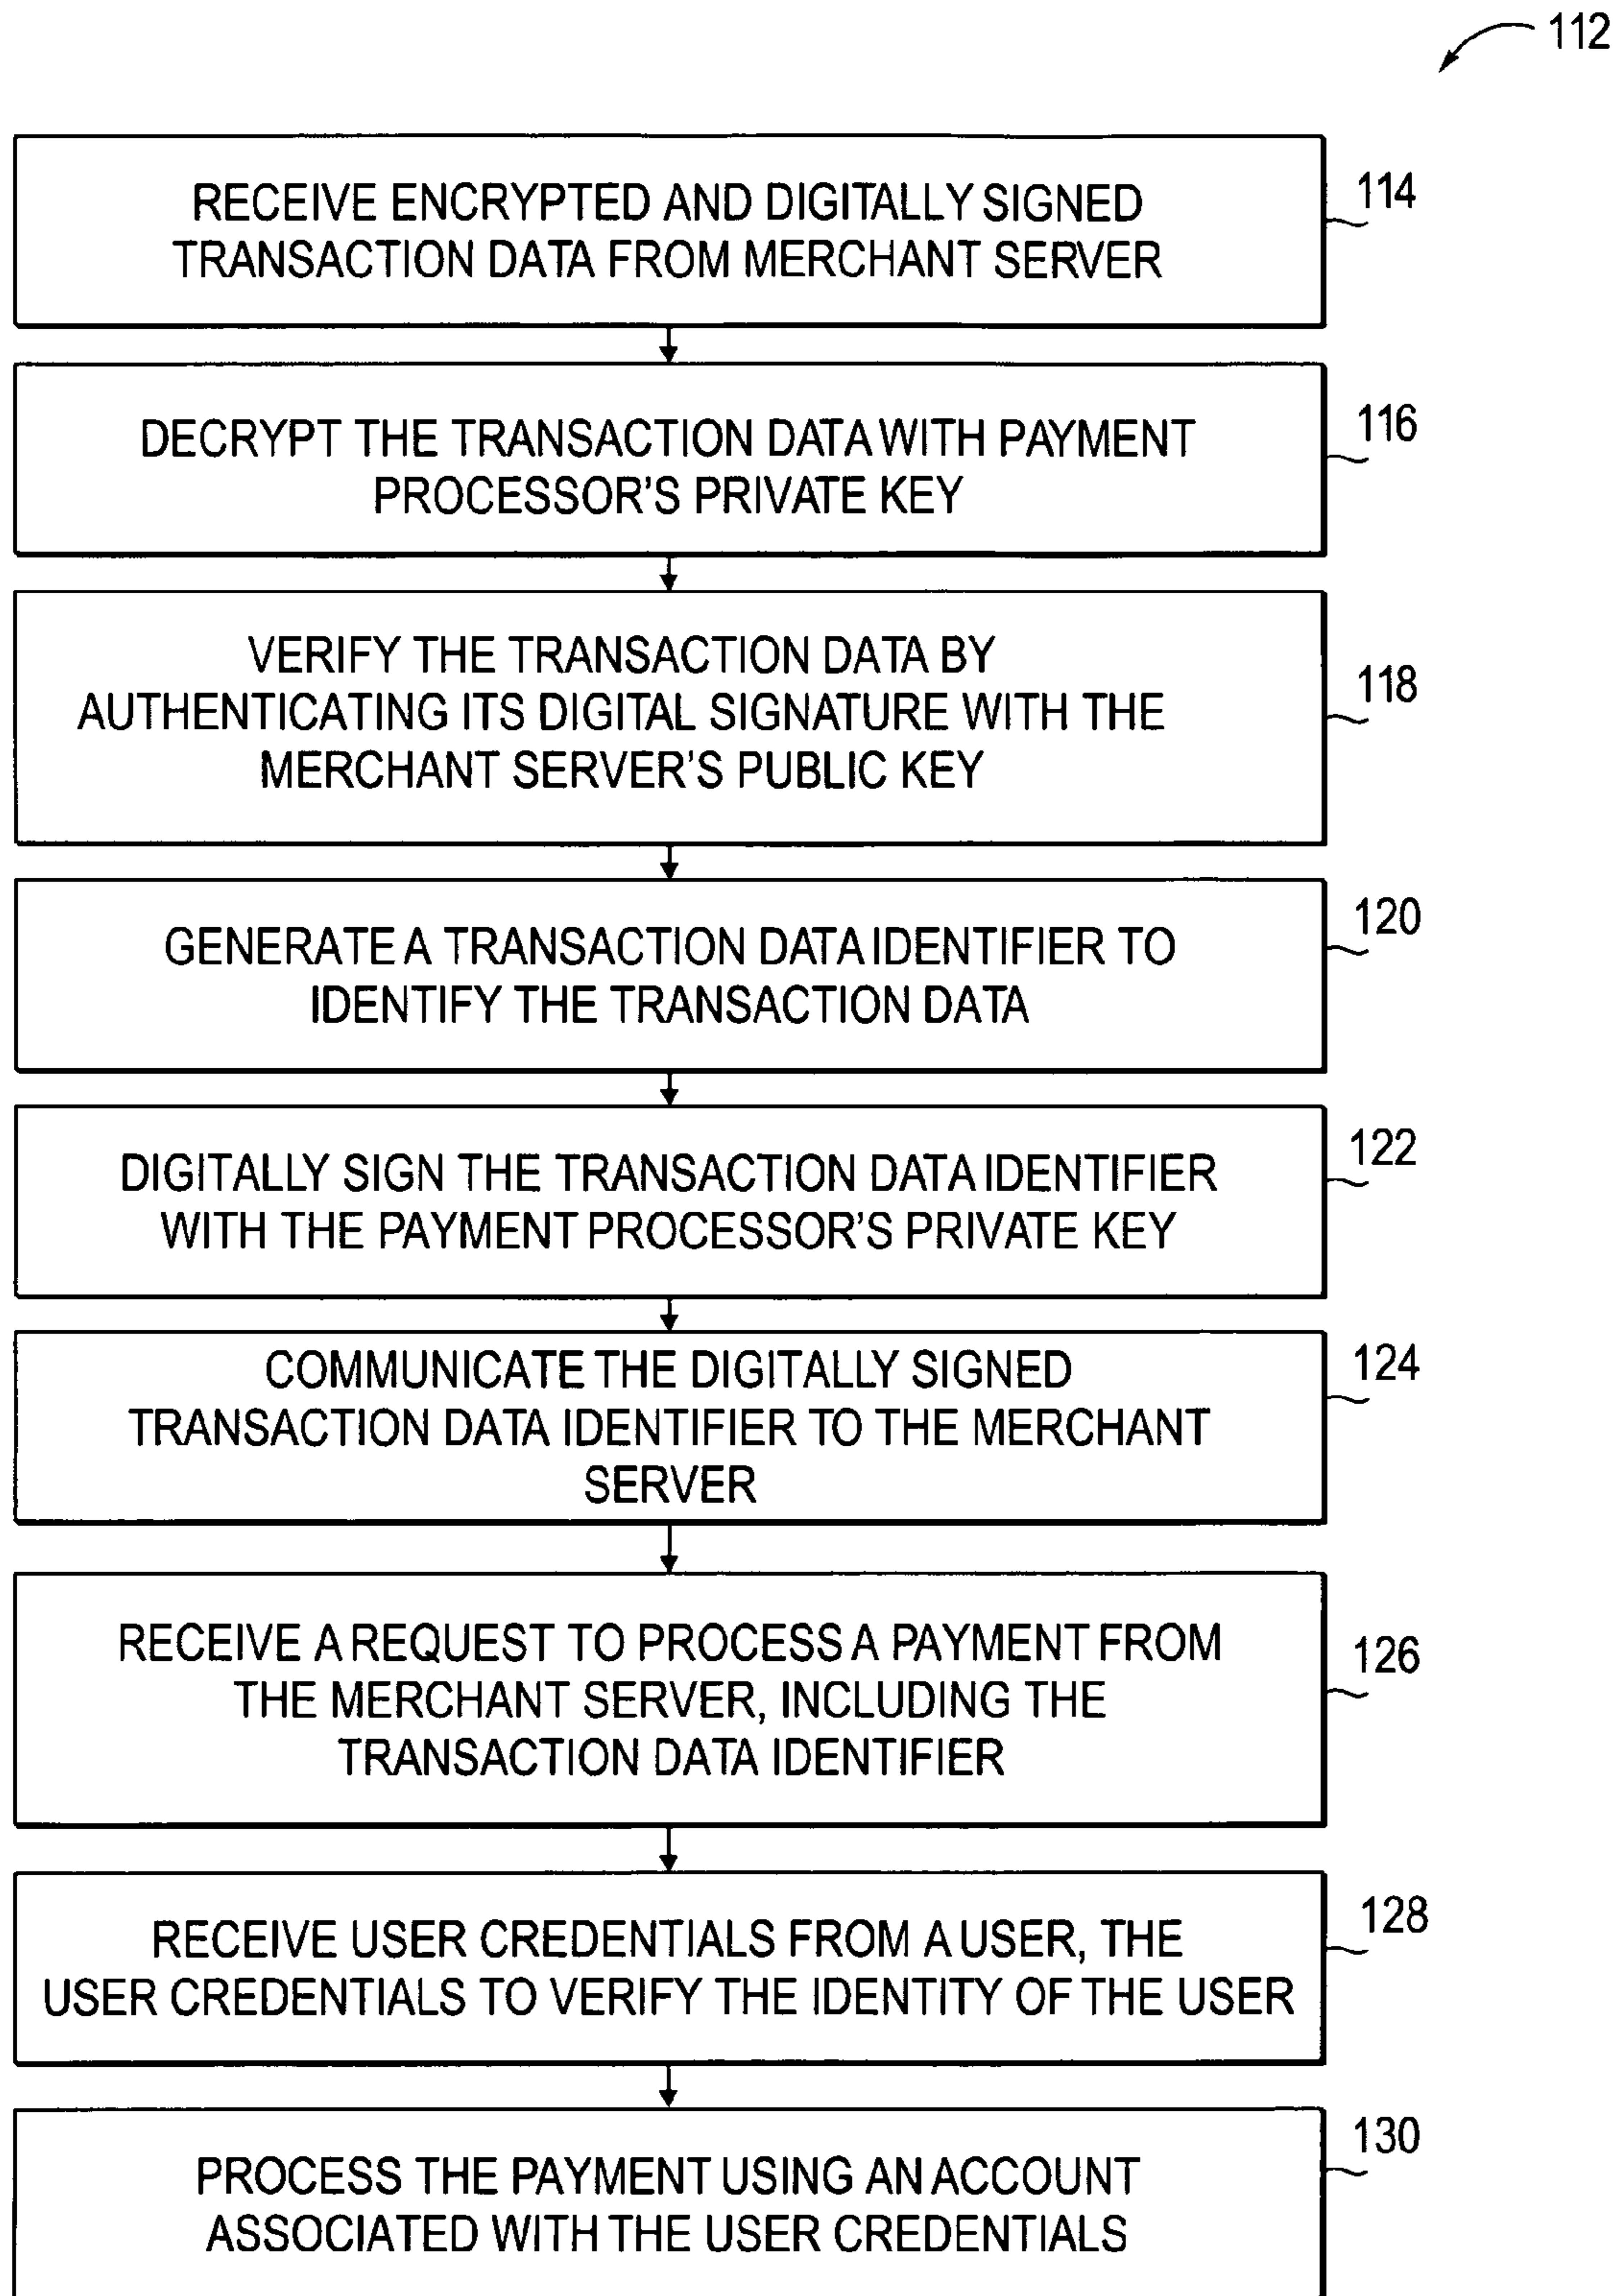 112
RECEIVE ENCRYPTED AND DIGITALLY SIGNED
TRANSACTION DATA FROM MERCHANT SERVER
114
DECRYPT THE TRANSACTION DATA WITH PAYMENT
PROCESSOR'S PRIVATE KEY
116
VERIFY THE TRANSACTION DATA BY
AUTHENTICATING ITS DIGITAL SIGNATURE WITH THE
MERCHANT SERVER'S PUBLIC KEY
118
GENERATE A TRANSACTION DATA IDENTIFIER TO
IDENTIFY THE TRANSACTION DATA
120
DIGITALLY SIGN THE TRANSACTION DATA IDENTIFIER
WITH THE PAYMENT PROCESSOR'S PRIVATE KEY
122
COMMUNICATE THE DIGITALLY SIGNED
TRANSACTION DATA IDENTIFIER TO THE MERCHANT
SERVER
124
RECEIVE A REQUEST TO PROCESS A PAYMENT FROM
THE MERCHANT SERVER, INCLUDING THE
TRANSACTION DATA IDENTIFIER
126
RECEIVE USER CREDENTIALS FROM A USER, THE
USER CREDENTIALS TO VERIFY THE IDENTITY OF THE USER
128
PROCESS THE PAYMENT USING AN ACCOUNT
ASSOCIATED WITH THE USER CREDENTIALS
130